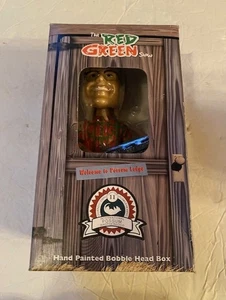 The
RED
GREEN
Show
Welcome to Possum Lodge
Hand Painted Bobble Head Box